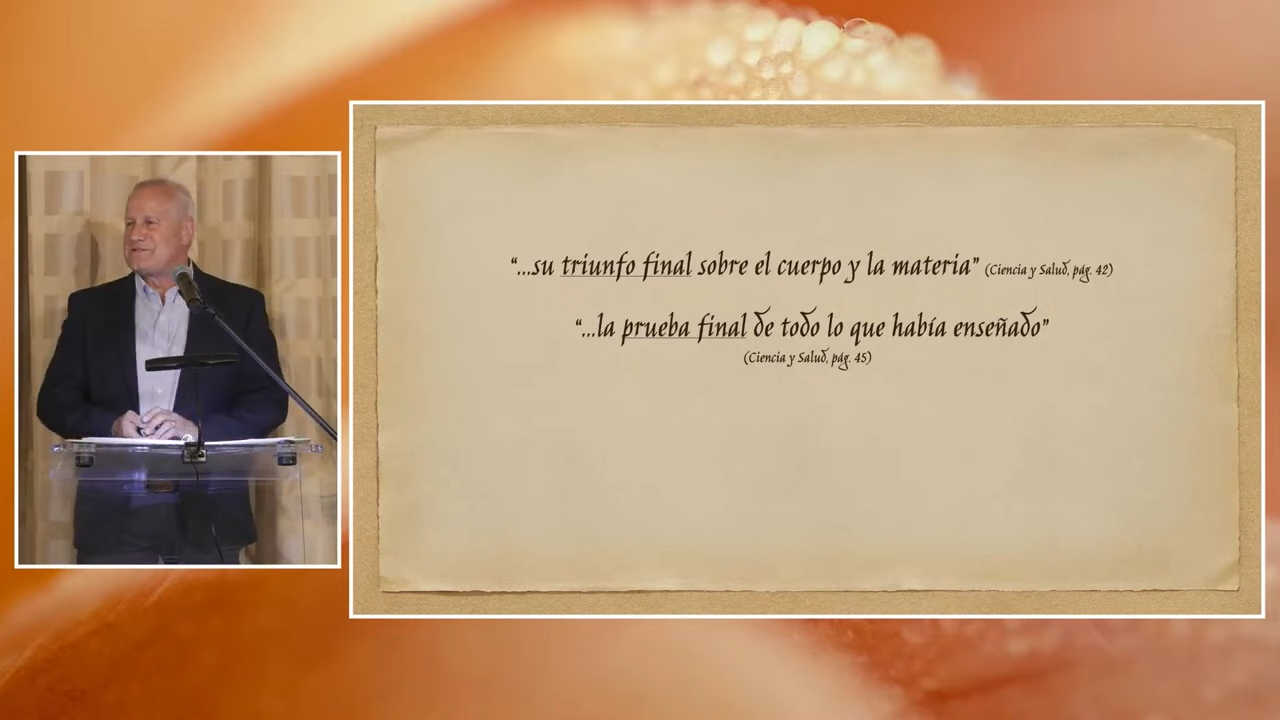 “...su triunfo final sobre el cuerpo y la materia” (Ciencia y Salud, pág. 42)
“...la prueba final de todo lo que había enseñado”
(Ciencia y Salud, pág. 45)